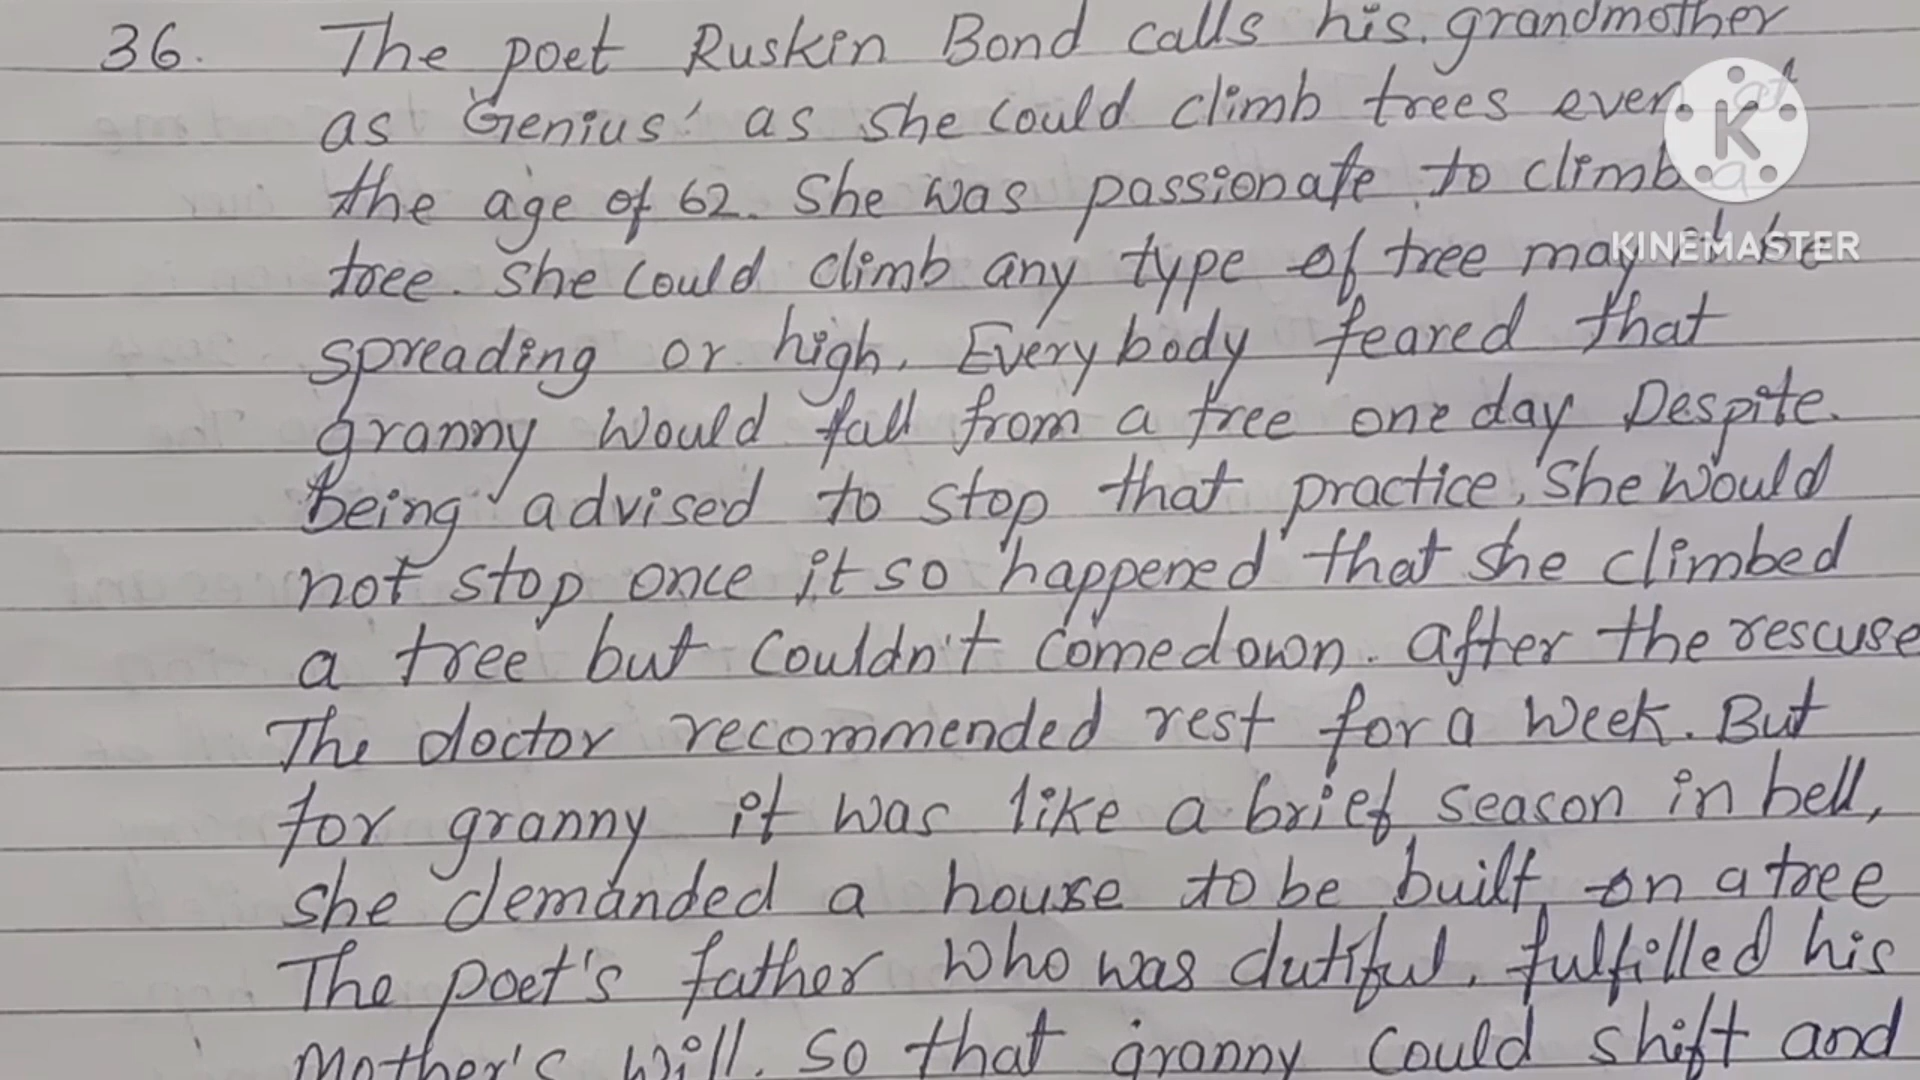 36. The poet Ruskin Bond calls his grandmother
as 'Genius' as she could climb trees even at
the age of 62. She was passionate to climb a
tree. She could climb any type of tree may it be
spreading or high. Everybody feared that
granny would fall from a tree one day Despite.
being advised to stop that practice, she would
not stop once it so happened that she climbed
a tree but couldn't come down. after the rescuse
The doctor recommended rest for a week. But
for granny it was like a brief season in hell,
she demanded a house to be built on a tree
The poet's father who was dutiful, fulfilled his
Mother's will. So that granny could shift and
K
KINEMASTER